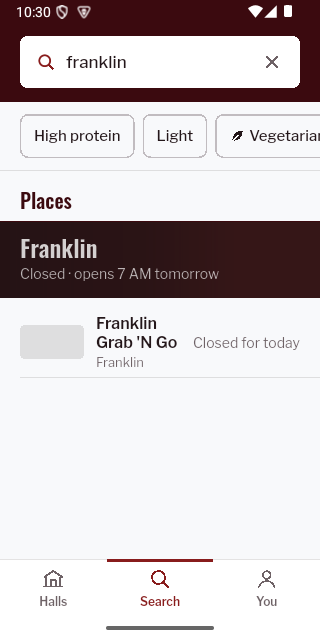 10:30
franklin
High protein
Light
Vegetarian
Places
Franklin
Closed · opens 7 AM tomorrow
Franklin
Grab 'N Go
Closed for today
Franklin
Halls
Search
You